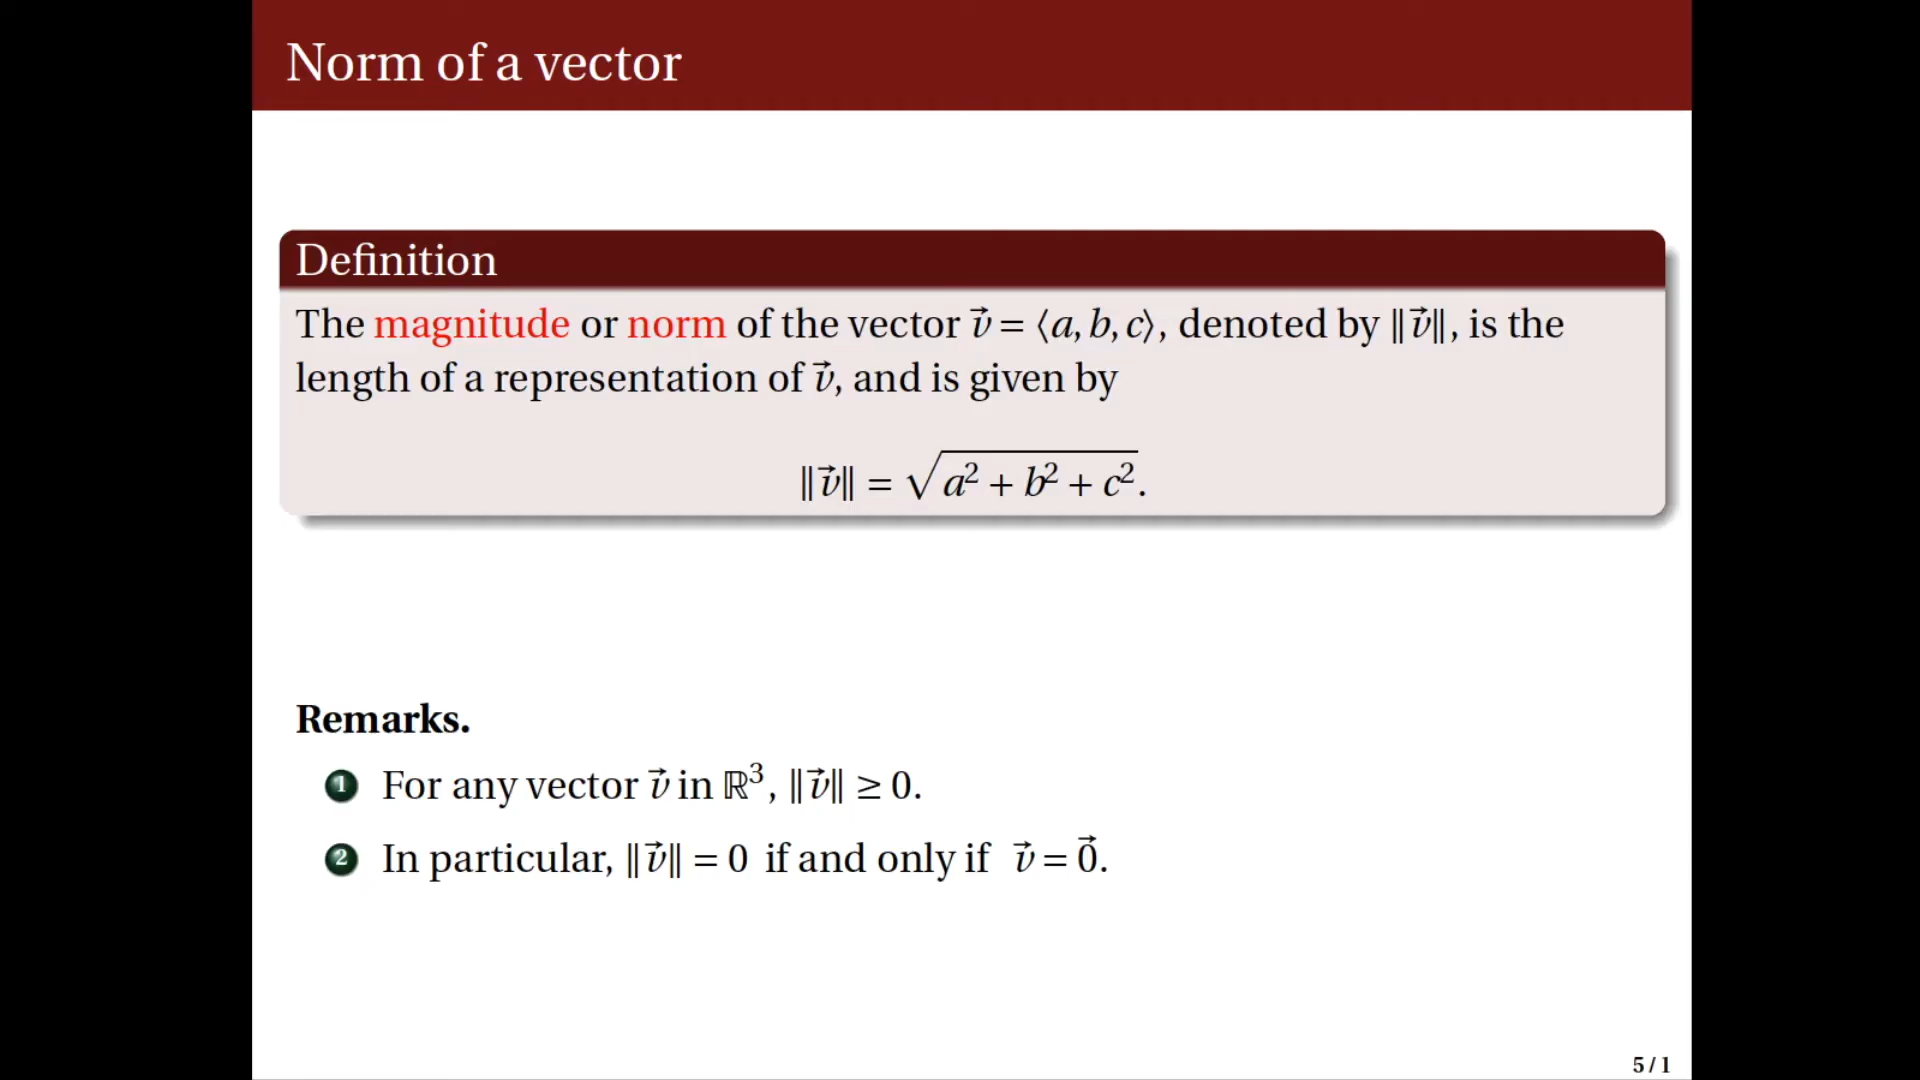 Norm of a vector
Definition
The magnitude or norm of the vector v⃗ = ⟨a, b, c⟩, denoted by ‖v⃗‖, is the
length of a representation of v⃗, and is given by
‖v⃗‖ = √(a² + b² + c²).
Remarks.
1 For any vector v⃗ in ℝ³, ‖v⃗‖ ≥ 0.
2 In particular, ‖v⃗‖ = 0 if and only if v⃗ = 0⃗.
5 / 1